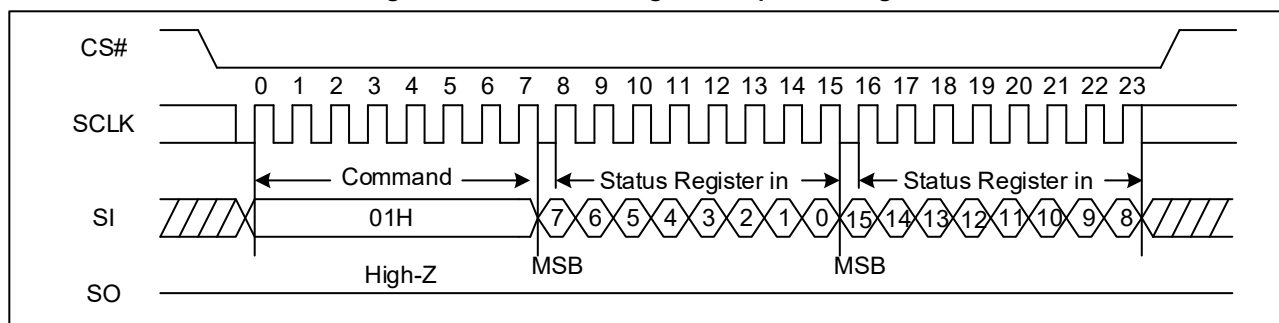 CS#
0 1 2 3 4 5 6 7 8 9 10 11 12 13 14 15 16 17 18 19 20 21 22 23
SCLK
Command Status Register in Status Register in
SI 01H 7 6 5 4 3 2 1 0 15 14 13 12 11 10 9 8
MSB MSB
High-Z
SO